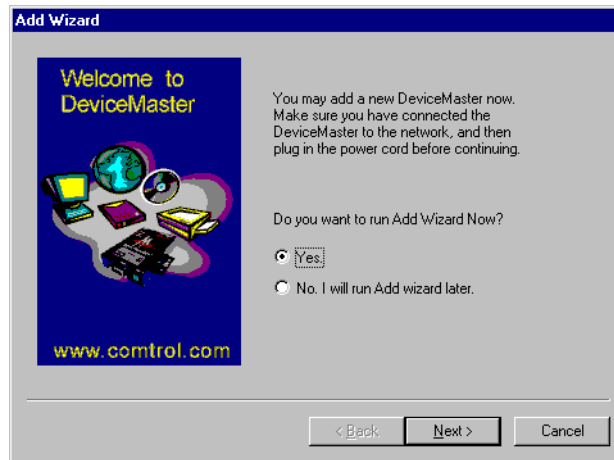 Add Wizard
Welcome to
DeviceMaster
You may add a new DeviceMaster now.
Make sure you have connected the
DeviceMaster to the network, and then
plug in the power cord before continuing.
Do you want to run Add Wizard Now?
Yes.
No. I will run Add wizard later.
www.comtrol.com
< Back
Next >
Cancel